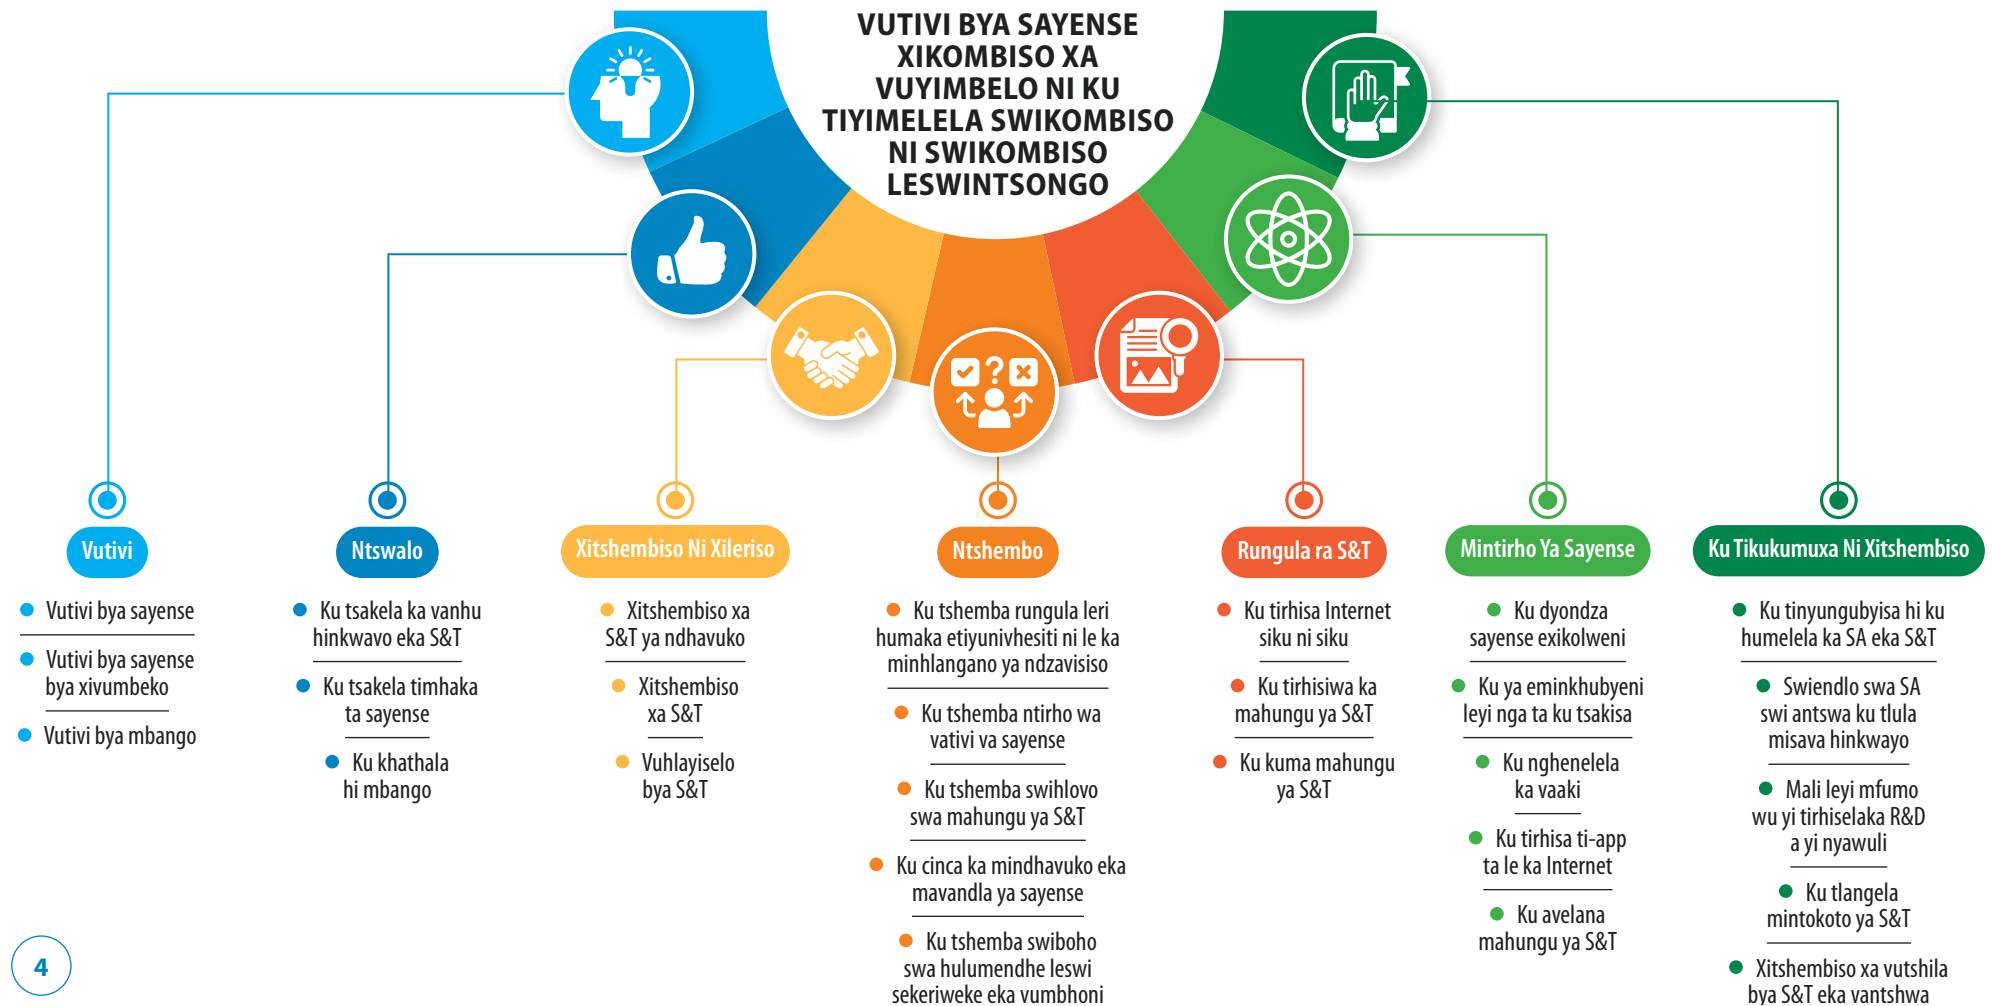 VUTIVI BYA SAYENSE
XIKOMBISO XA
VUYIMBELO NI KU
TIYIMELELA SWIKOMBISO
NI SWIKOMBISO
LESWINTSONGO
Vutivi
Vutivi bya sayense
Vutivi bya sayense
bya xivumbeko
Vutivi bya mbango
Ntswalo
Ku tsakela ka vanhu
hinkwavo eka S&T
Ku tsakela timhaka
ta sayense
Ku khathala
hi mbango
Xitshembiso Ni Xileriso
Xitshembiso xa
S&T ya ndhavuko
Xitshembiso
xa S&T
Vuhlayiselo
bya S&T
Ntshembo
Ku tshemba rungula leri
humaka etiyunivhesiti ni le ka
minhlangano ya ndzavisiso
Ku tshemba ntirho wa
vativi va sayense
Ku tshemba swihlovo
swa mahungu ya S&T
Ku cinca ka mindhavuko eka
mavandla ya sayense
Ku tshemba swiboho
swa hulumendhe leswi
sekeriweke eka vumbhoni
Rungula ra S&T
Ku tirhisa Internet
siku ni siku
Ku tirhisiwa ka
mahungu ya S&T
Ku kuma mahungu
ya S&T
Mintirho Ya Sayense
Ku dyondza
sayense exikolweni
Ku ya eminkhubyeni
leyi nga ta ku tsakisa
Ku nghenelela
ka vaaki
Ku tirhisa ti-app
ta le ka Internet
Ku avelana
mahungu ya S&T
Ku Tikukumuxa Ni Xitshembiso
Ku tinyungubyisa hi ku
humelela ka SA eka S&T
Swiendlo swa SA
swi antswa ku tlula
misava hinkwayo
Mali leyi mfumo
wu yi tirhiselaka R&D
a yi nyawuli
Ku tlangela
mintokoto ya S&T
Xitshembiso xa vutshila
bya S&T eka vantshwa
4